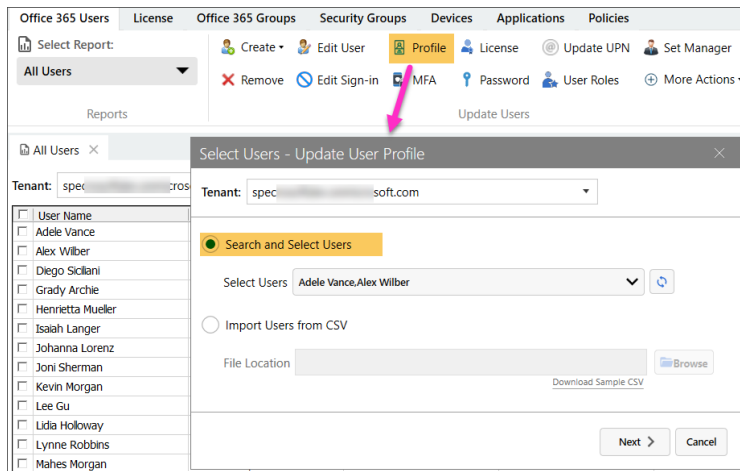 Office 365 Users License Office 365 Groups Security Groups Devices Applications Policies
Select Report:
All Users
Reports
Create Edit User Profile License Update UPN Set Manager
Remove Edit Sign-in MFA Password User Roles More Actions
Update Users
All Users
Tenant: spec cros
User Name
Adele Vance
Alex Wilber
Diego Siciliani
Grady Archie
Henrietta Mueller
Isaiah Langer
Johanna Lorenz
Joni Sherman
Kevin Morgan
Lee Gu
Lidia Holloway
Lynne Robbins
Mahes Morgan
Select Users - Update User Profile
Tenant: spec soft.com
Search and Select Users
Select Users Adele Vance,Alex Wilber
Import Users from CSV
File Location Browse
Download Sample CSV
Next Cancel